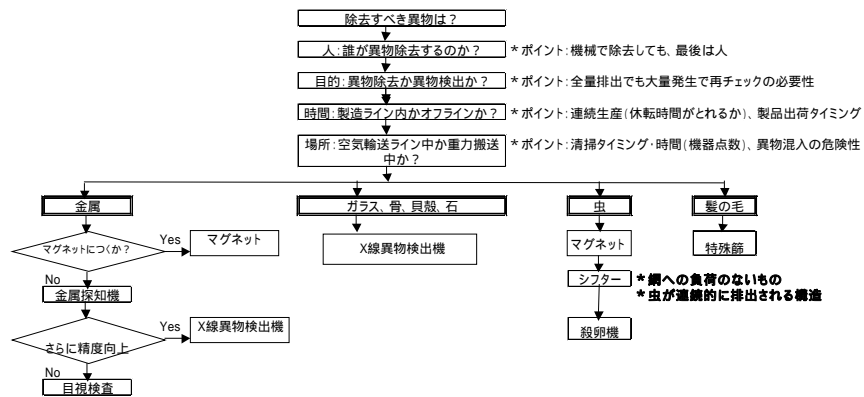 除去すべき異物は？
人：誰が異物除去するのか？ ＊ポイント：機械で除去しても、最後は人
目的：異物除去か異物検出か？ ＊ポイント：全量排出でも大量発生で再チェックの必要性
時間：製造ライン内かオフラインか？ ＊ポイント：連続生産(休転時間がとれるか)、製品出荷タイミング
場所：空気輸送ライン中か重力搬送 ＊ポイント：清掃タイミング・時間(機器点数)、異物混入の危険性
中か？
金属 ガラス、骨、貝殻、石 虫 髪の毛
マグネットにつくか？ Yes マグネット X線異物検出機 マグネット 特殊篩
No
金属探知機 シフター ＊網への負荷のないもの
＊虫が連続的に排出される構造
さらに精度向上 Yes X線異物検出機 殺卵機
No
目視検査